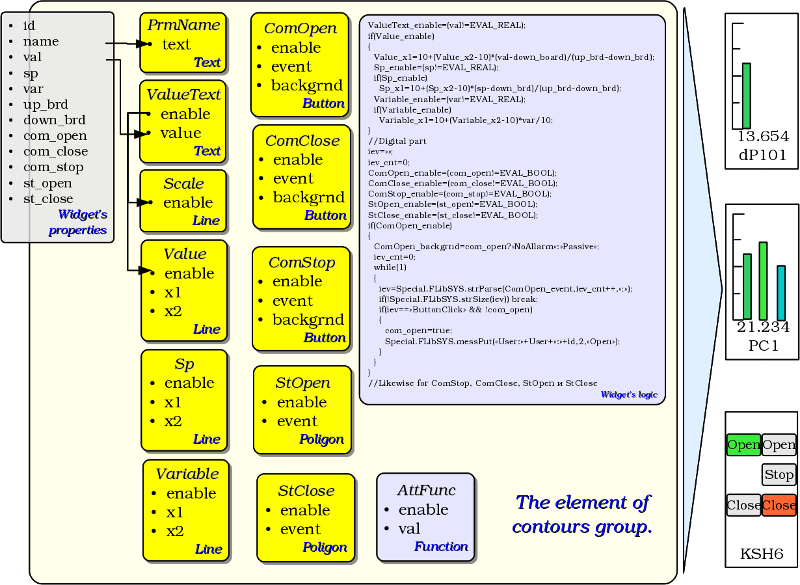 • id
• name
• val
• sp
• var
• up_brd
• down_brd
• com_open
• com_close
• com_stop
• st_open
• st_close
Widget's
properties
PrmName
• text
Text
ValueText
• enable
• value
Text
Scale
• enable
Line
Value
• enable
• x1
• x2
Line
Sp
• enable
• x1
• x2
Line
Variable
• enable
• x1
• x2
Line
ComOpen
• enable
• event
• backgrnd
Button
ComClose
• enable
• event
• backgrnd
Button
ComStop
• enable
• event
• backgrnd
Button
StOpen
• enable
• event
Poligon
StClose
• enable
• event
Poligon
ValueText_enable=(val!=EVAL_REAL);
if(Value_enable)
{
Value_x1=10+(Value_x2-10)*(val-down_board)/(up_brd-down_brd);
Sp_enable=(sp!=EVAL_REAL);
if(Sp_enable)
Sp_x1=10+(Sp_x2-10)*(sp-down_brd)/(up_brd-down_brd);
Variable_enable=(var!=EVAL_REAL);
if(Variable_enable)
Variable_x1=10+(Variable_x2-10)*var/10;
}
//Digital part
iev=»«;
iev_cnt=0;
ComOpen_enable=(com_open!=EVAL_BOOL);
ComClose_enable=(com_close!=EVAL_BOOL);
ComStop_enable=(com_stop!=EVAL_BOOL);
StOpen_enable=(st_open!=EVAL_BOOL);
StClose_enable=(st_close!=EVAL_BOOL);
if(ComOpen_enable)
{
ComOpen_backgrnd=com_open?»NoAllarm«:»Passive«;
iev_cnt=0;
while(1)
{
iev=Special.FLibSYS.strParse(ComOpen_event,iev_cnt++,»:«);
if(!Special.FLibSYS.strSize(iev)) break;
if(iev==»ButtonClick« && !com_open)
{
com_open=true;
Special.FLibSYS.messPut(«User:»+User+»:»+id,2,«Open»);
}
}
}
//Likewise for ComStop, ComClose, StOpen и StClose
Widget's logic
AttFunc
• enable
• val
Function
The element of
contours group.
13.654
dP101
21.234
PC1
Open Open
Stop
Close Close
KSH6